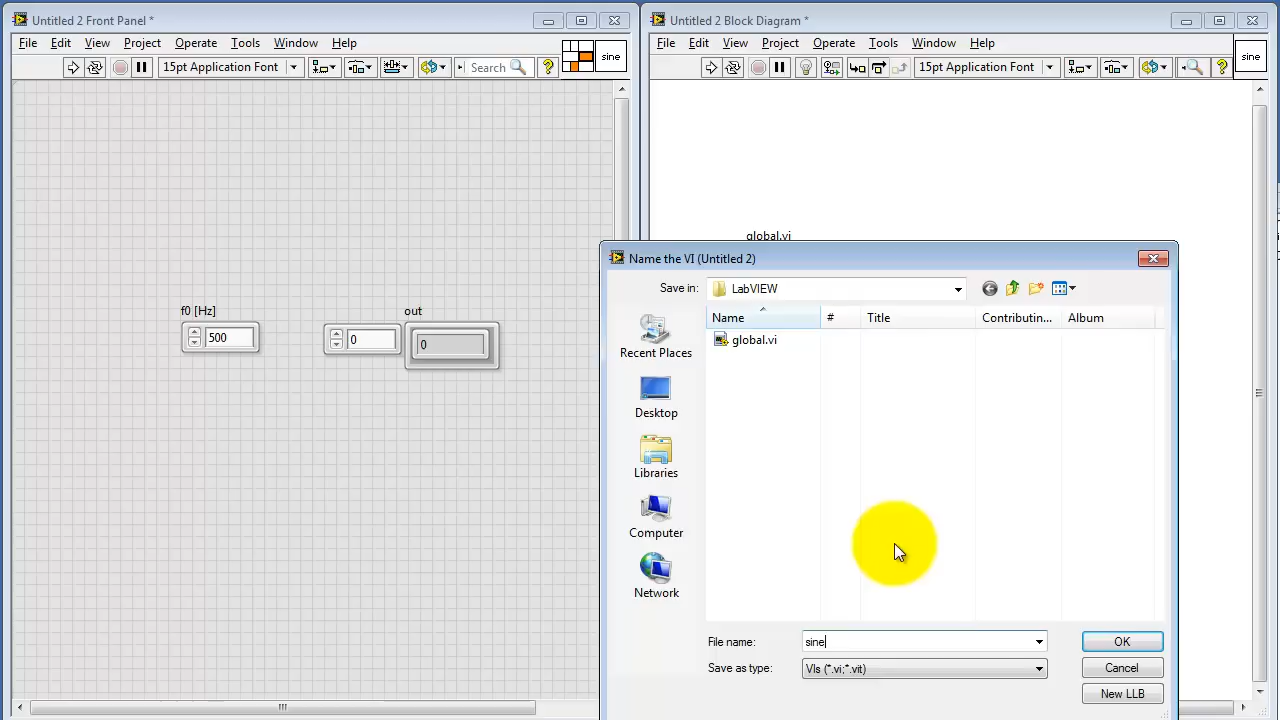 Untitled 2 Front Panel *
File Edit View Project Operate Tools Window Help
15pt Application Font
Search
?
sine
f0 [Hz]
500
0
out
0
Untitled 2 Block Diagram *
File Edit View Project Operate Tools Window Help
15pt Application Font
?
sine
global.vi
Name the VI (Untitled 2)
Save in: LabVIEW
Name # Title Contributin... Album
global.vi
Recent Places
Desktop
Libraries
Computer
Network
File name: sine
OK
Save as type: VIs (*.vi;*.vit)
Cancel
New LLB